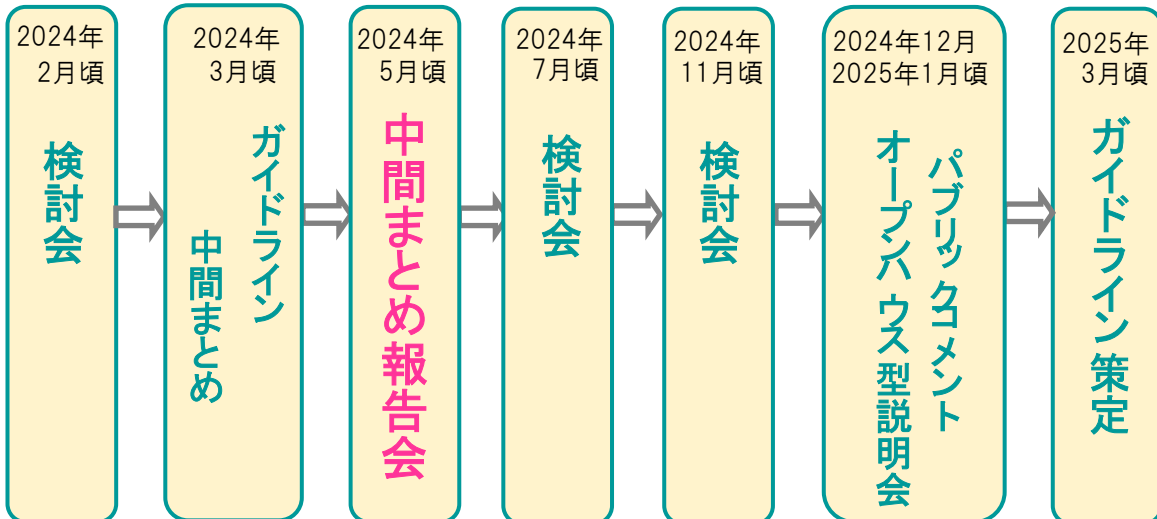 2024年
2月頃
検討会
2024年
3月頃
ガイドライン
中間まとめ
2024年
5月頃
中間まとめ報告会
2024年
7月頃
検討会
2024年
11月頃
検討会
2024年12月
2025年1月頃
パブリックコメント
オープンハウス型説明会
2025年
3月頃
ガイドライン策定